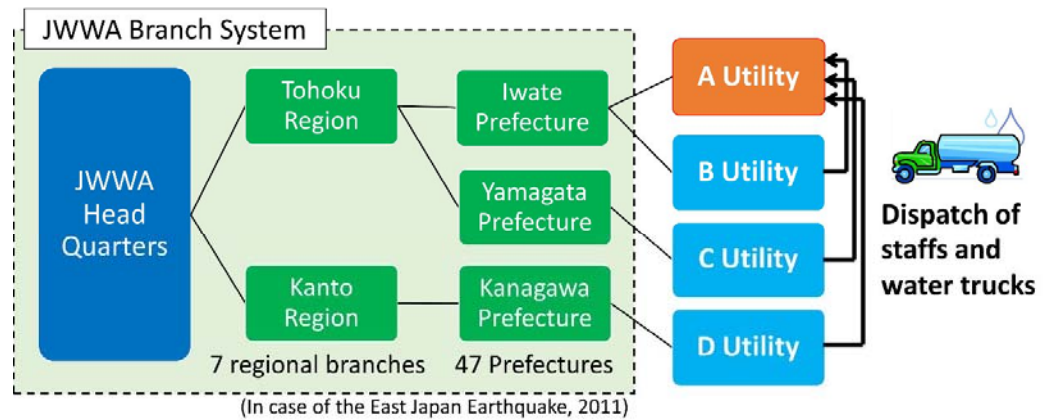 JWWA Branch System
JWWA
Head
Quarters
Tohoku
Region
Kanto
Region
7 regional branches
Iwate
Prefecture
Yamagata
Prefecture
Kanagawa
Prefecture
47 Prefectures
A Utility
B Utility
C Utility
D Utility
Dispatch of
staffs and
water trucks
(In case of the East Japan Earthquake, 2011)